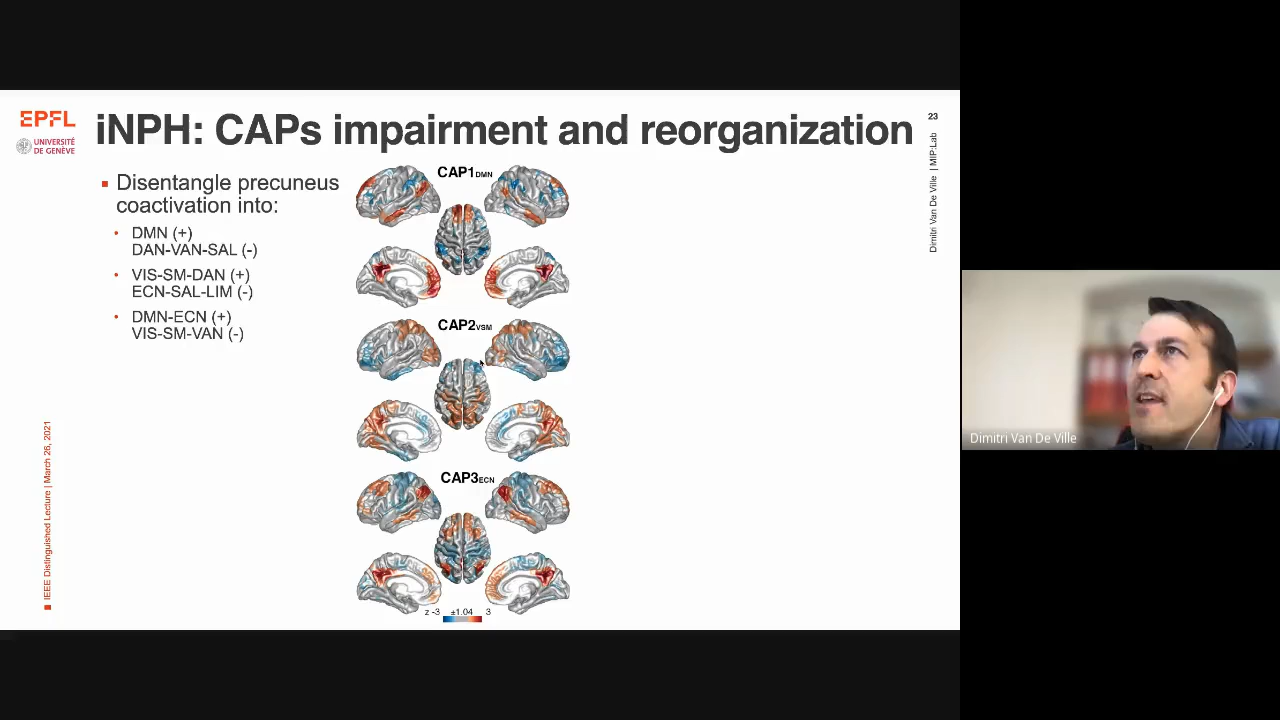 EPFL
UNIVERSITÉ
DE GENÈVE
iNPH: CAPs impairment and reorganization
23
Dimitri Van De Ville | MIP:Lab
▪ Disentangle precuneus
coactivation into:
• DMN (+)
DAN-VAN-SAL (-)
• VIS-SM-DAN (+)
ECN-SAL-LIM (-)
• DMN-ECN (+)
VIS-SM-VAN (-)
CAP1DMN
CAP2VSM
CAP3ECN
z -3 ±1.04 3
IEEE Distinguished Lecture | March 26, 2021
Dimitri Van De Ville